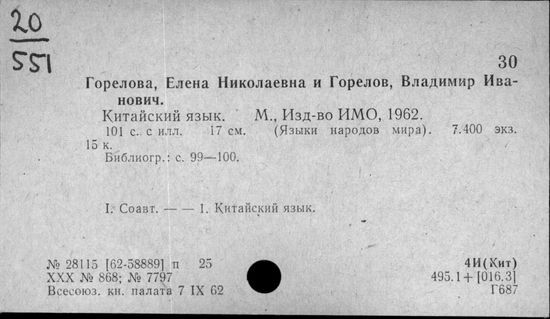 20
551
30
Горелова, Елена Николаевна и Горелов, Владимир Ива-
нович.
Китайский язык. М., Изд-во ИМО, 1962.
101 с. с илл. 17 см. (Языки народов мира). 7.400 экз.
15 к.
Библиогр.: с. 99—100.
I. Соавт. — — 1. Китайский язык.
№ 28115 [62-58889] п 25
XXX № 868; № 7797
Всесоюз. кн. палата 7 IX 62
4И(Кит)
495.1+[016.3]
Г687